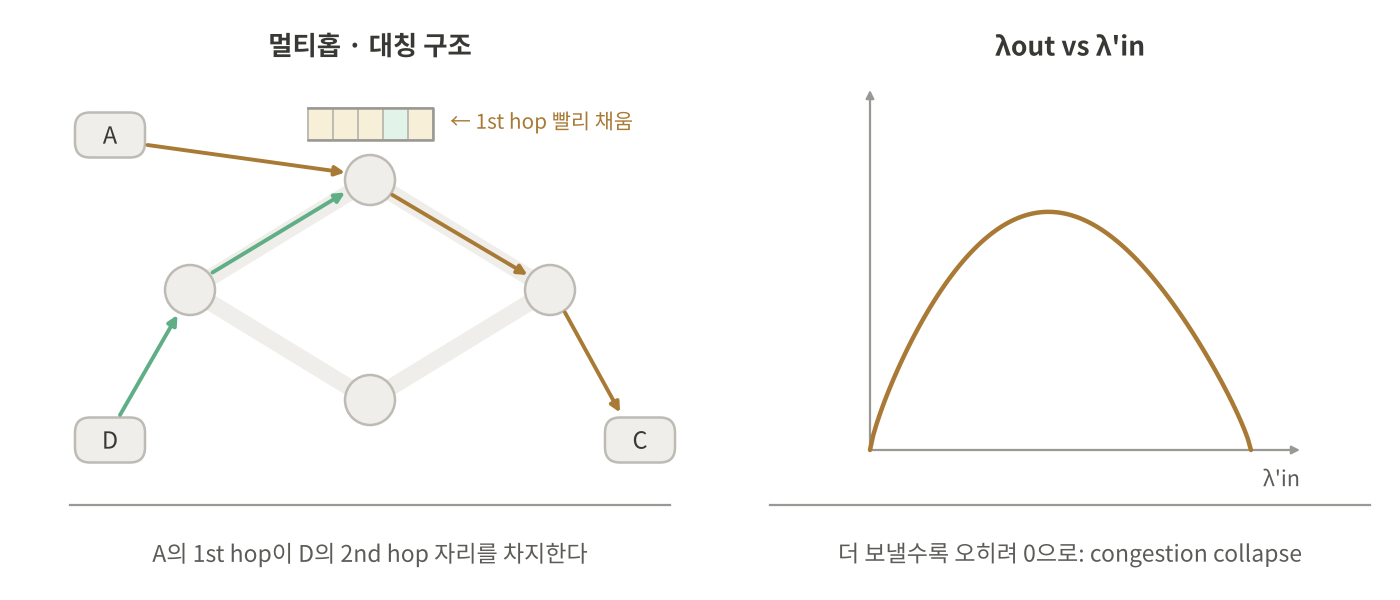 멀티홉 · 대칭 구조
A
← 1st hop 빨리 채움
D
C
A의 1st hop이 D의 2nd hop 자리를 차지한다
λout vs λ'in
λ'in
더 보낼수록 오히려 0으로: congestion collapse